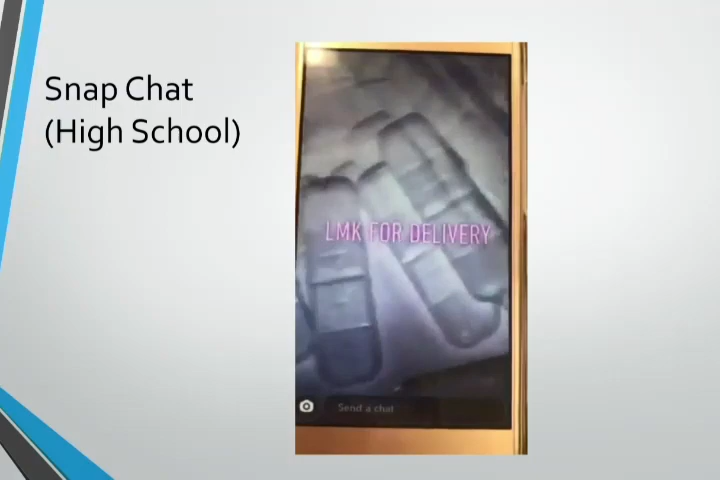 Snap Chat
(High School)
LMK FOR DELIVERY
Send a chat